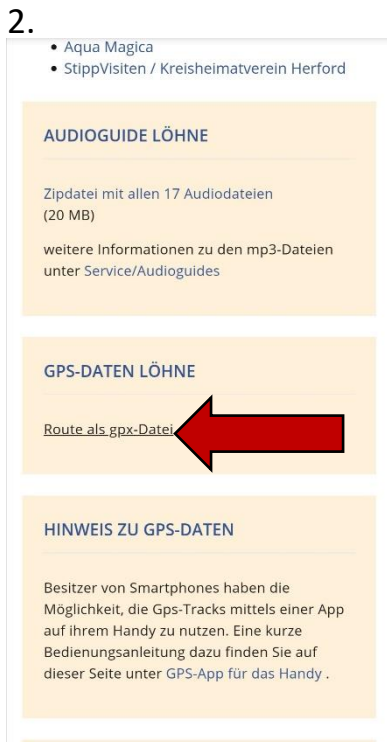 2.
• Aqua Magica
• StippVisiten / Kreisheimatverein Herford
AUDIOGUIDE LÖHNE
Zipdatei mit allen 17 Audiodateien
(20 MB)
weitere Informationen zu den mp3-Dateien
unter Service/Audioguides
GPS-DATEN LÖHNE
Route als gpx-Datei
HINWEIS ZU GPS-DATEN
Besitzer von Smartphones haben die
Möglichkeit, die Gps-Tracks mittels einer App
auf ihrem Handy zu nutzen. Eine kurze
Bedienungsanleitung dazu finden Sie auf
dieser Seite unter GPS-App für das Handy .